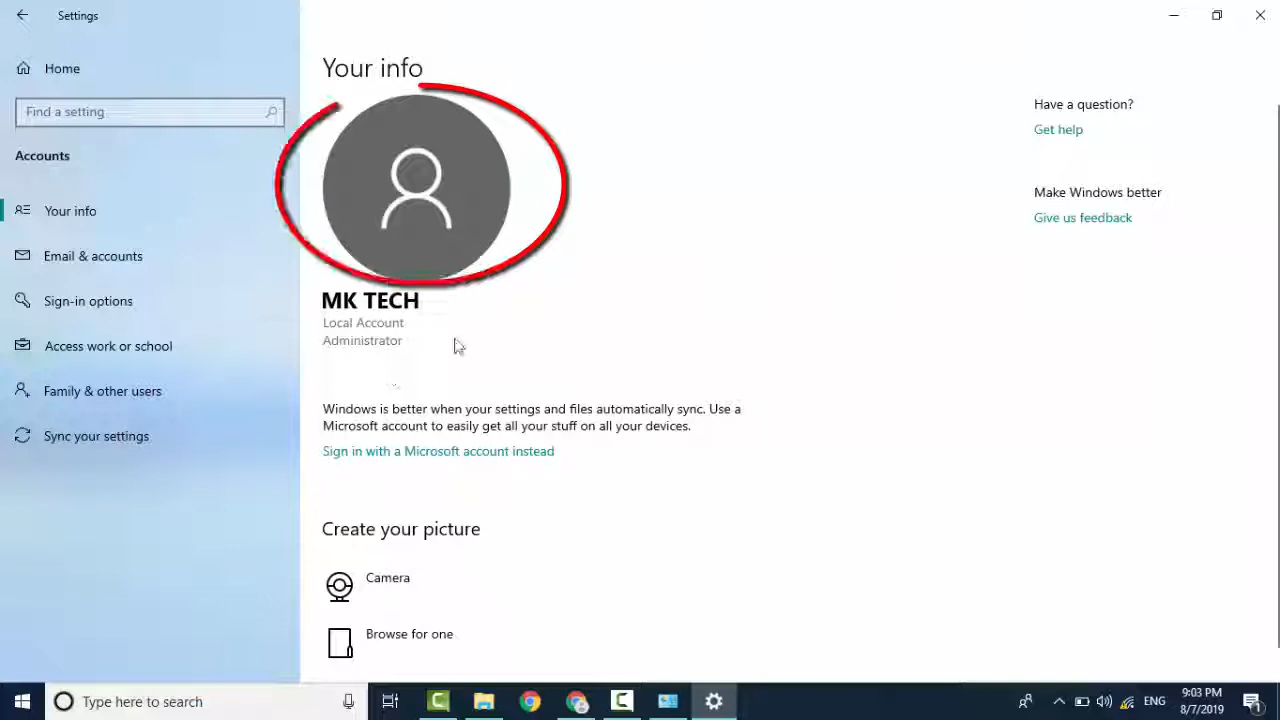 Settings
Home
Find a setting
Accounts
Your info
Email & accounts
Sign-in options
Access work or school
Family & other users
Sync your settings
Your info
MK TECH
Local Account
Administrator
Windows is better when your settings and files automatically sync. Use a
Microsoft account to easily get all your stuff on all your devices.
Sign in with a Microsoft account instead
Create your picture
Camera
Browse for one
Have a question?
Get help
Make Windows better
Give us feedback
Type here to search
ENG
9:03 PM
8/7/2019
1